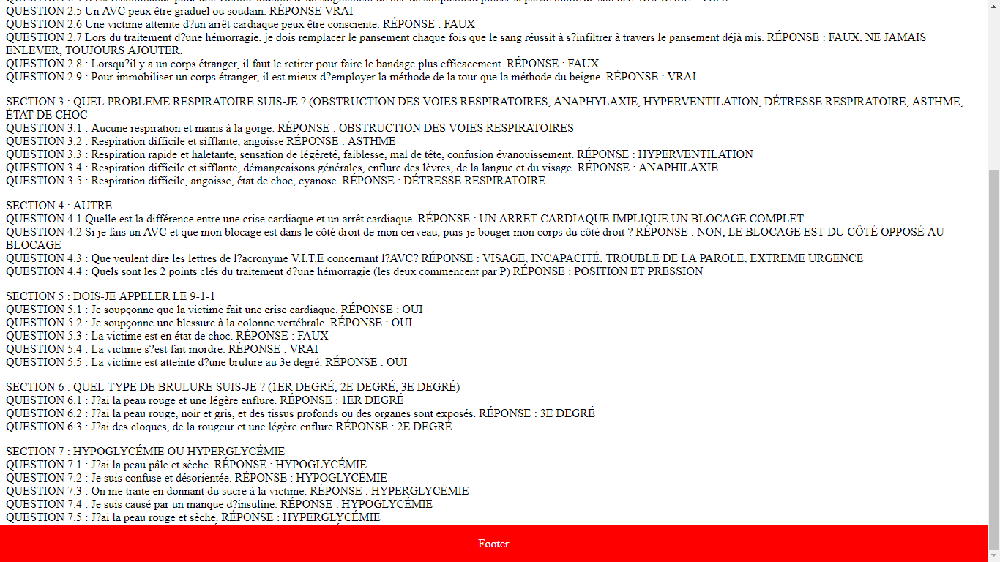 QUESTION 2.5 Un AVC peux être graduel ou soudain. RÉPONSE VRAI
QUESTION 2.6 Une victime atteinte d?un arrêt cardiaque peux être consciente. RÉPONSE : FAUX
QUESTION 2.7 Lors du traitement d?une hémorragie, je dois remplacer le pansement chaque fois que le sang réussit à s?infiltrer à travers le pansement déjà mis. RÉPONSE : FAUX, NE JAMAIS
ENLEVER, TOUJOURS AJOUTER.
QUESTION 2.8 : Lorsqu?il y a un corps étranger, il faut le retirer pour faire le bandage plus efficacement. RÉPONSE : FAUX
QUESTION 2.9 : Pour immobiliser un corps étranger, il est mieux d?employer la méthode de la tour que la méthode du beigne. RÉPONSE : VRAI
SECTION 3 : QUEL PROBLEME RESPIRATOIRE SUIS-JE ? (OBSTRUCTION DES VOIES RESPIRATOIRES, ANAPHYLAXIE, HYPERVENTILATION, DÉTRESSE RESPIRATOIRE, ASTHME,
ÉTAT DE CHOC
QUESTION 3.1 : Aucune respiration et mains à la gorge. RÉPONSE : OBSTRUCTION DES VOIES RESPIRATOIRES
QUESTION 3.2 : Respiration difficile et sifflante, angoisse RÉPONSE : ASTHME
QUESTION 3.3 : Respiration rapide et haletante, sensation de légèreté, faiblesse, mal de tête, confusion évanouissement. RÉPONSE : HYPERVENTILATION
QUESTION 3.4 : Respiration difficile et sifflante, démangeaisons générales, enflure des lèvres, de la langue et du visage. RÉPONSE : ANAPHILAXIE
QUESTION 3.5 : Respiration difficile, angoisse, état de choc, cyanose. RÉPONSE : DÉTRESSE RESPIRATOIRE
SECTION 4 : AUTRE
QUESTION 4.1 Quelle est la différence entre une crise cardiaque et un arrêt cardiaque. RÉPONSE : UN ARRET CARDIAQUE IMPLIQUE UN BLOCAGE COMPLET
QUESTION 4.2 Si je fais un AVC et que mon blocage est dans le côté droit de mon cerveau, puis-je bouger mon corps du côté droit ? RÉPONSE : NON, LE BLOCAGE EST DU CÔTÉ OPPOSÉ AU
BLOCAGE
QUESTION 4.3 : Que veulent dire les lettres de l?acronyme V.I.T.E concernant l?AVC? RÉPONSE : VISAGE, INCAPACITÉ, TROUBLE DE LA PAROLE, EXTREME URGENCE
QUESTION 4.4 : Quels sont les 2 points clés du traitement d?une hémorragie (les deux commencent par P) RÉPONSE : POSITION ET PRESSION
SECTION 5 : DOIS-JE APPELER LE 9-1-1
QUESTION 5.1 : Je soupçonne que la victime fait une crise cardiaque. RÉPONSE : OUI
QUESTION 5.2 : Je soupçonne une blessure à la colonne vertébrale. RÉPONSE : OUI
QUESTION 5.3 : La victime est en état de choc. RÉPONSE : FAUX
QUESTION 5.4 : La victime s?est fait mordre. RÉPONSE : VRAI
QUESTION 5.5 : La victime est atteinte d?une brulure au 3e degré. RÉPONSE : OUI
SECTION 6 : QUEL TYPE DE BRULURE SUIS-JE ? (1ER DEGRÉ, 2E DEGRÉ, 3E DEGRÉ)
QUESTION 6.1 : J?ai la peau rouge et une légère enflure. RÉPONSE : 1ER DEGRÉ
QUESTION 6.2 : J?ai la peau rouge, noir et gris, et des tissus profonds ou des organes sont exposés. RÉPONSE : 3E DEGRÉ
QUESTION 6.3 : J?ai des cloques, de la rougeur et une légère enflure RÉPONSE : 2E DEGRÉ
SECTION 7 : HYPOGLYCÉMIE OU HYPERGLYCÉMIE
QUESTION 7.1 : J?ai la peau pâle et sèche. RÉPONSE : HYPOGLYCÉMIE
QUESTION 7.2 : Je suis confuse et désorientée. RÉPONSE : HYPOGLYCÉMIE
QUESTION 7.3 : On me traite en donnant du sucre à la victime. RÉPONSE : HYPERGLYCÉMIE
QUESTION 7.4 : Je suis causé par un manque d?insuline. RÉPONSE : HYPOGLYCÉMIE
QUESTION 7.5 : J?ai la peau rouge et sèche. RÉPONSE : HYPERGLYCÉMIE
Footer